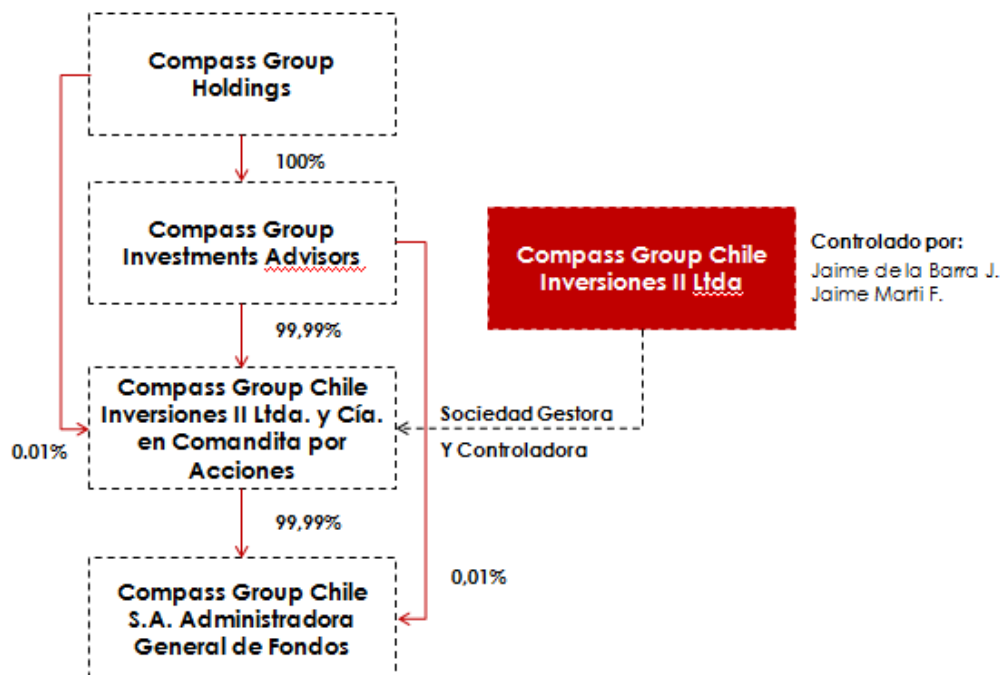 Compass Group
Holdings
100%
Compass Group
Investments Advisors
Compass Group Chile
Inversiones II Ltda
Controlado por:
Jaime de la Barra J.
Jaime Marti F.
99,99%
Compass Group Chile
Inversiones II Ltda. y Cía.
en Comandita por
Acciones
Sociedad Gestora
Y Controladora
0.01%
99,99%
0,01%
Compass Group Chile
S.A. Administradora
General de Fondos